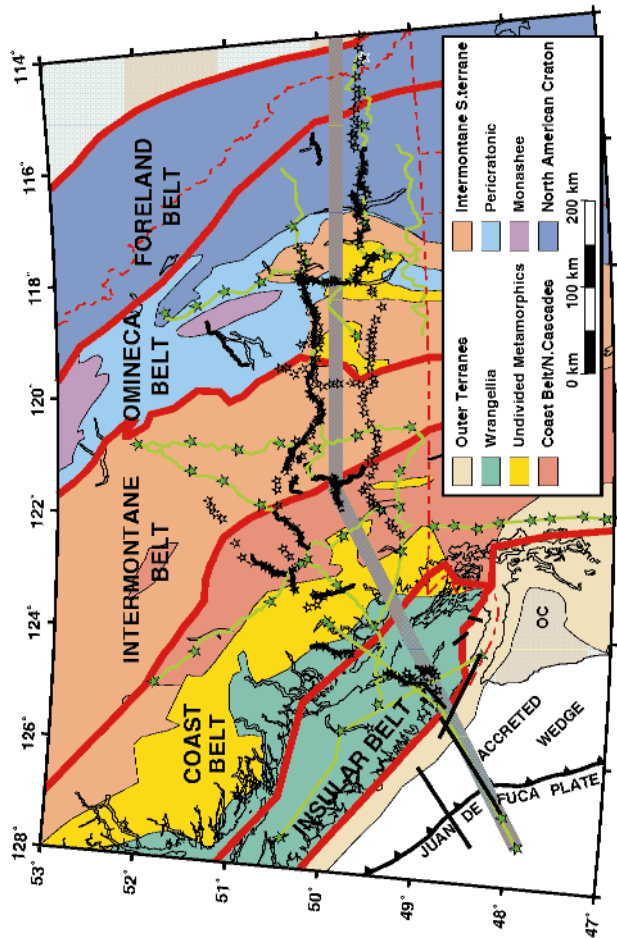 128° 126° 124° 122° 120° 118° 116° 114°
53°
52°
51°
50°
49°
48°
47°
FORELAND
BELT
OMINECA
BELT
INTERMONTANE
BELT
COAST
BELT
INSULAR BELT
JUAN DE FUCA PLATE
ACCRETED
WEDGE
OC
Outer Terranes
Wrangellia
Undivided Metamorphics
Coast Belt/N.Cascades
Intermontane S.terrane
Pericratonic
Monashee
North American Craton
0 km 100 km 200 km